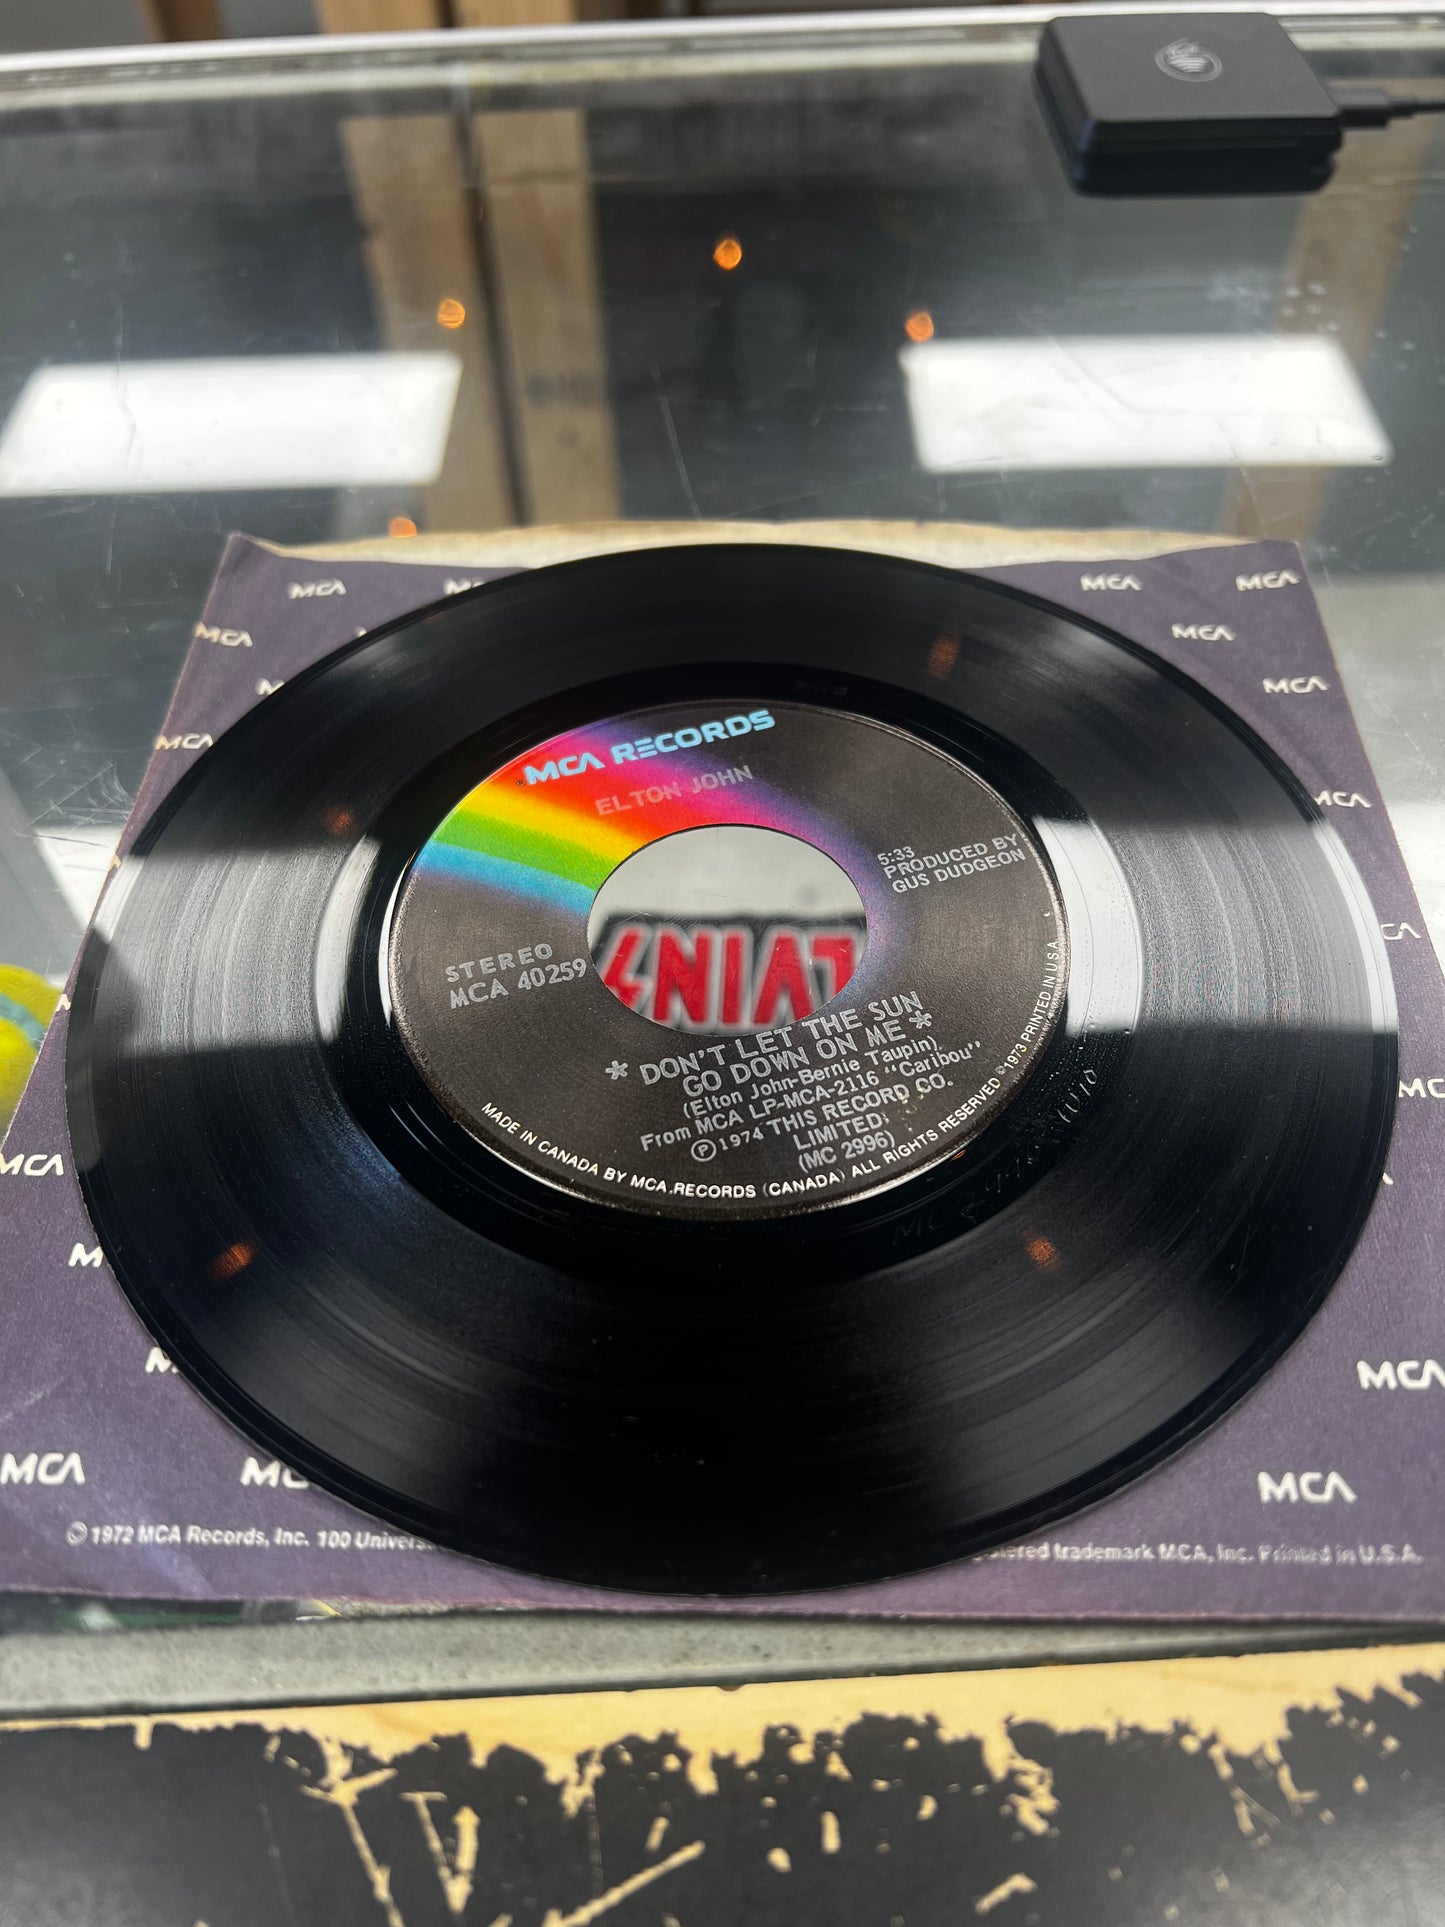 MCA RECORDS
ELTON JOHN
5:33
PRODUCED BY
GUS DUDGEON
STEREO
MCA 40259
* DON'T LET THE SUN
GO DOWN ON ME *
(Elton John-Bernie Taupin)
From MCA LP-MCA-2116 "Caribou"
Ⓟ 1974 THIS RECORD CO.
LIMITED.
(MC 2996)
MADE IN CANADA BY MCA RECORDS (CANADA) ALL RIGHTS RESERVED ©1973 PRINTED IN U.S.A.
MCA
MCA
MCA
MCA
MCA
MCA
MCA
MCA
MCA
MCA
MCA
MCA
© 1972 MCA Records, Inc. 100
trademark MCA, Inc. Printed in U.S.A.